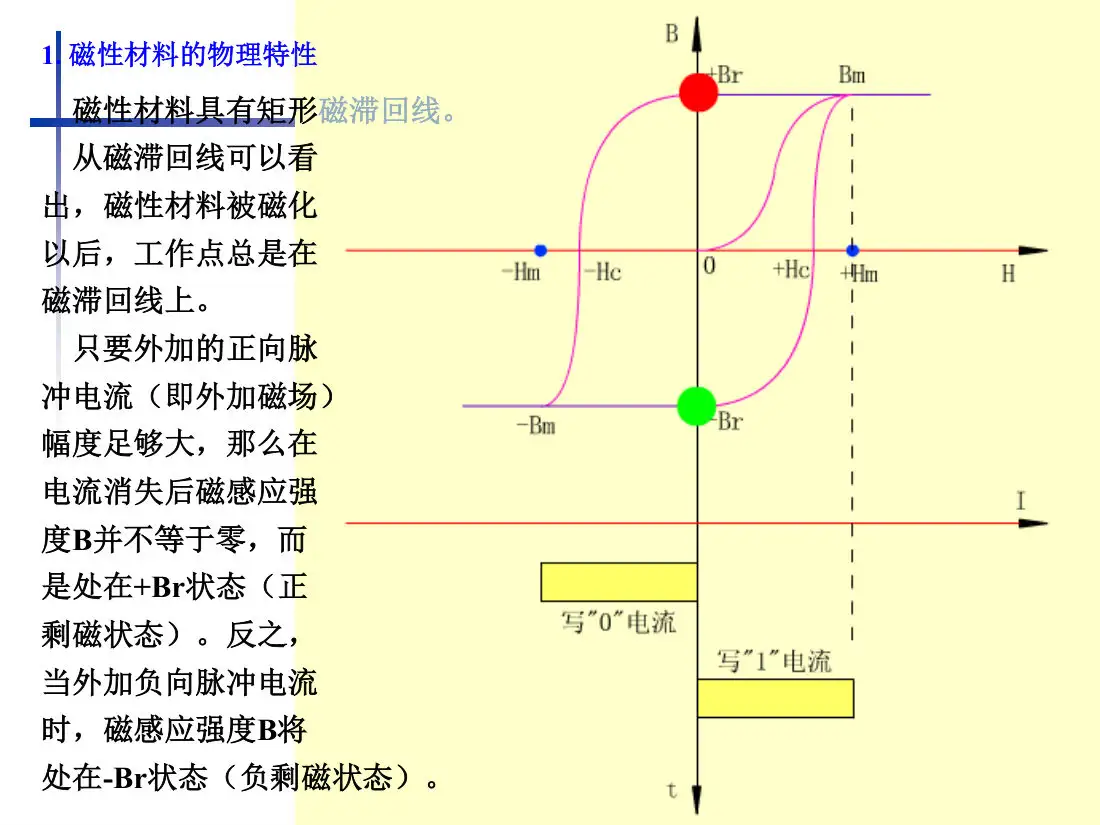 1. 磁性材料的物理特性
磁性材料具有矩形磁滞回线。
从磁滞回线可以看
出，磁性材料被磁化
以后，工作点总是在
磁滞回线上。
只要外加的正向脉
冲电流（即外加磁场）
幅度足够大，那么在
电流消失后磁感应强
度B并不等于零，而
是处在+Br状态（正
剩磁状态）。反之，
当外加负向脉冲电流
时，磁感应强度B将
处在-Br状态（负剩磁状态）。
B
+Br
Bm
-Hm
-Hc
0
+Hc
+Hm
H
-Bm
-Br
I
写"0"电流
写"1"电流
t